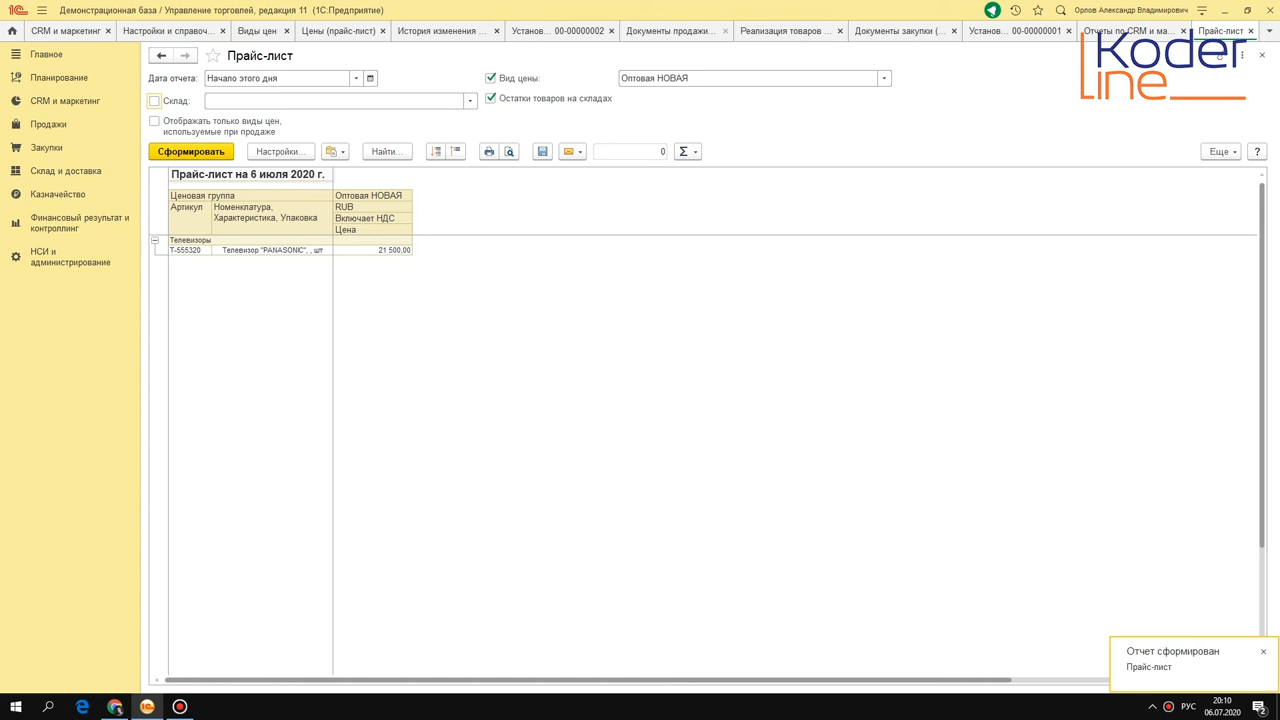 Демонстрационная база / Управление торговлей, редакция 11 (1С:Предприятие)
Орлов Александр Владимирович
CRM и маркетинг
Настройки и справоч...
Виды цен
Цены (прайс-лист)
История изменения ...
Установ... 00-00000002
Документы продажи...
Реализация товаров ...
Документы закупки (...
Установ... 00-00000001
Отчеты по CRM и ма...
Прайс-лист
Koder
line
Главное
Планирование
CRM и маркетинг
Продажи
Закупки
Склад и доставка
Казначейство
Финансовый результат и
контроллинг
НСИ и
администрирование
Прайс-лист
Дата отчета:
Начало этого дня
Вид цены:
Оптовая НОВАЯ
Склад:
Остатки товаров на складах
Отображать только виды цен,
используемые при продаже
Сформировать
Настройки...
Найти...
0
Σ
Еще
?
Прайс-лист на 6 июля 2020 г.
Ценовая группа
Оптовая НОВАЯ
Артикул
Номенклатура,
Характеристика, Упаковка
RUB
Включает НДС
Цена
Телевизоры
Т-555320
Телевизор "PANASONIC", , шт
21 500,00
Отчет сформирован
Прайс-лист
РУС
20:10
06.07.2020
2